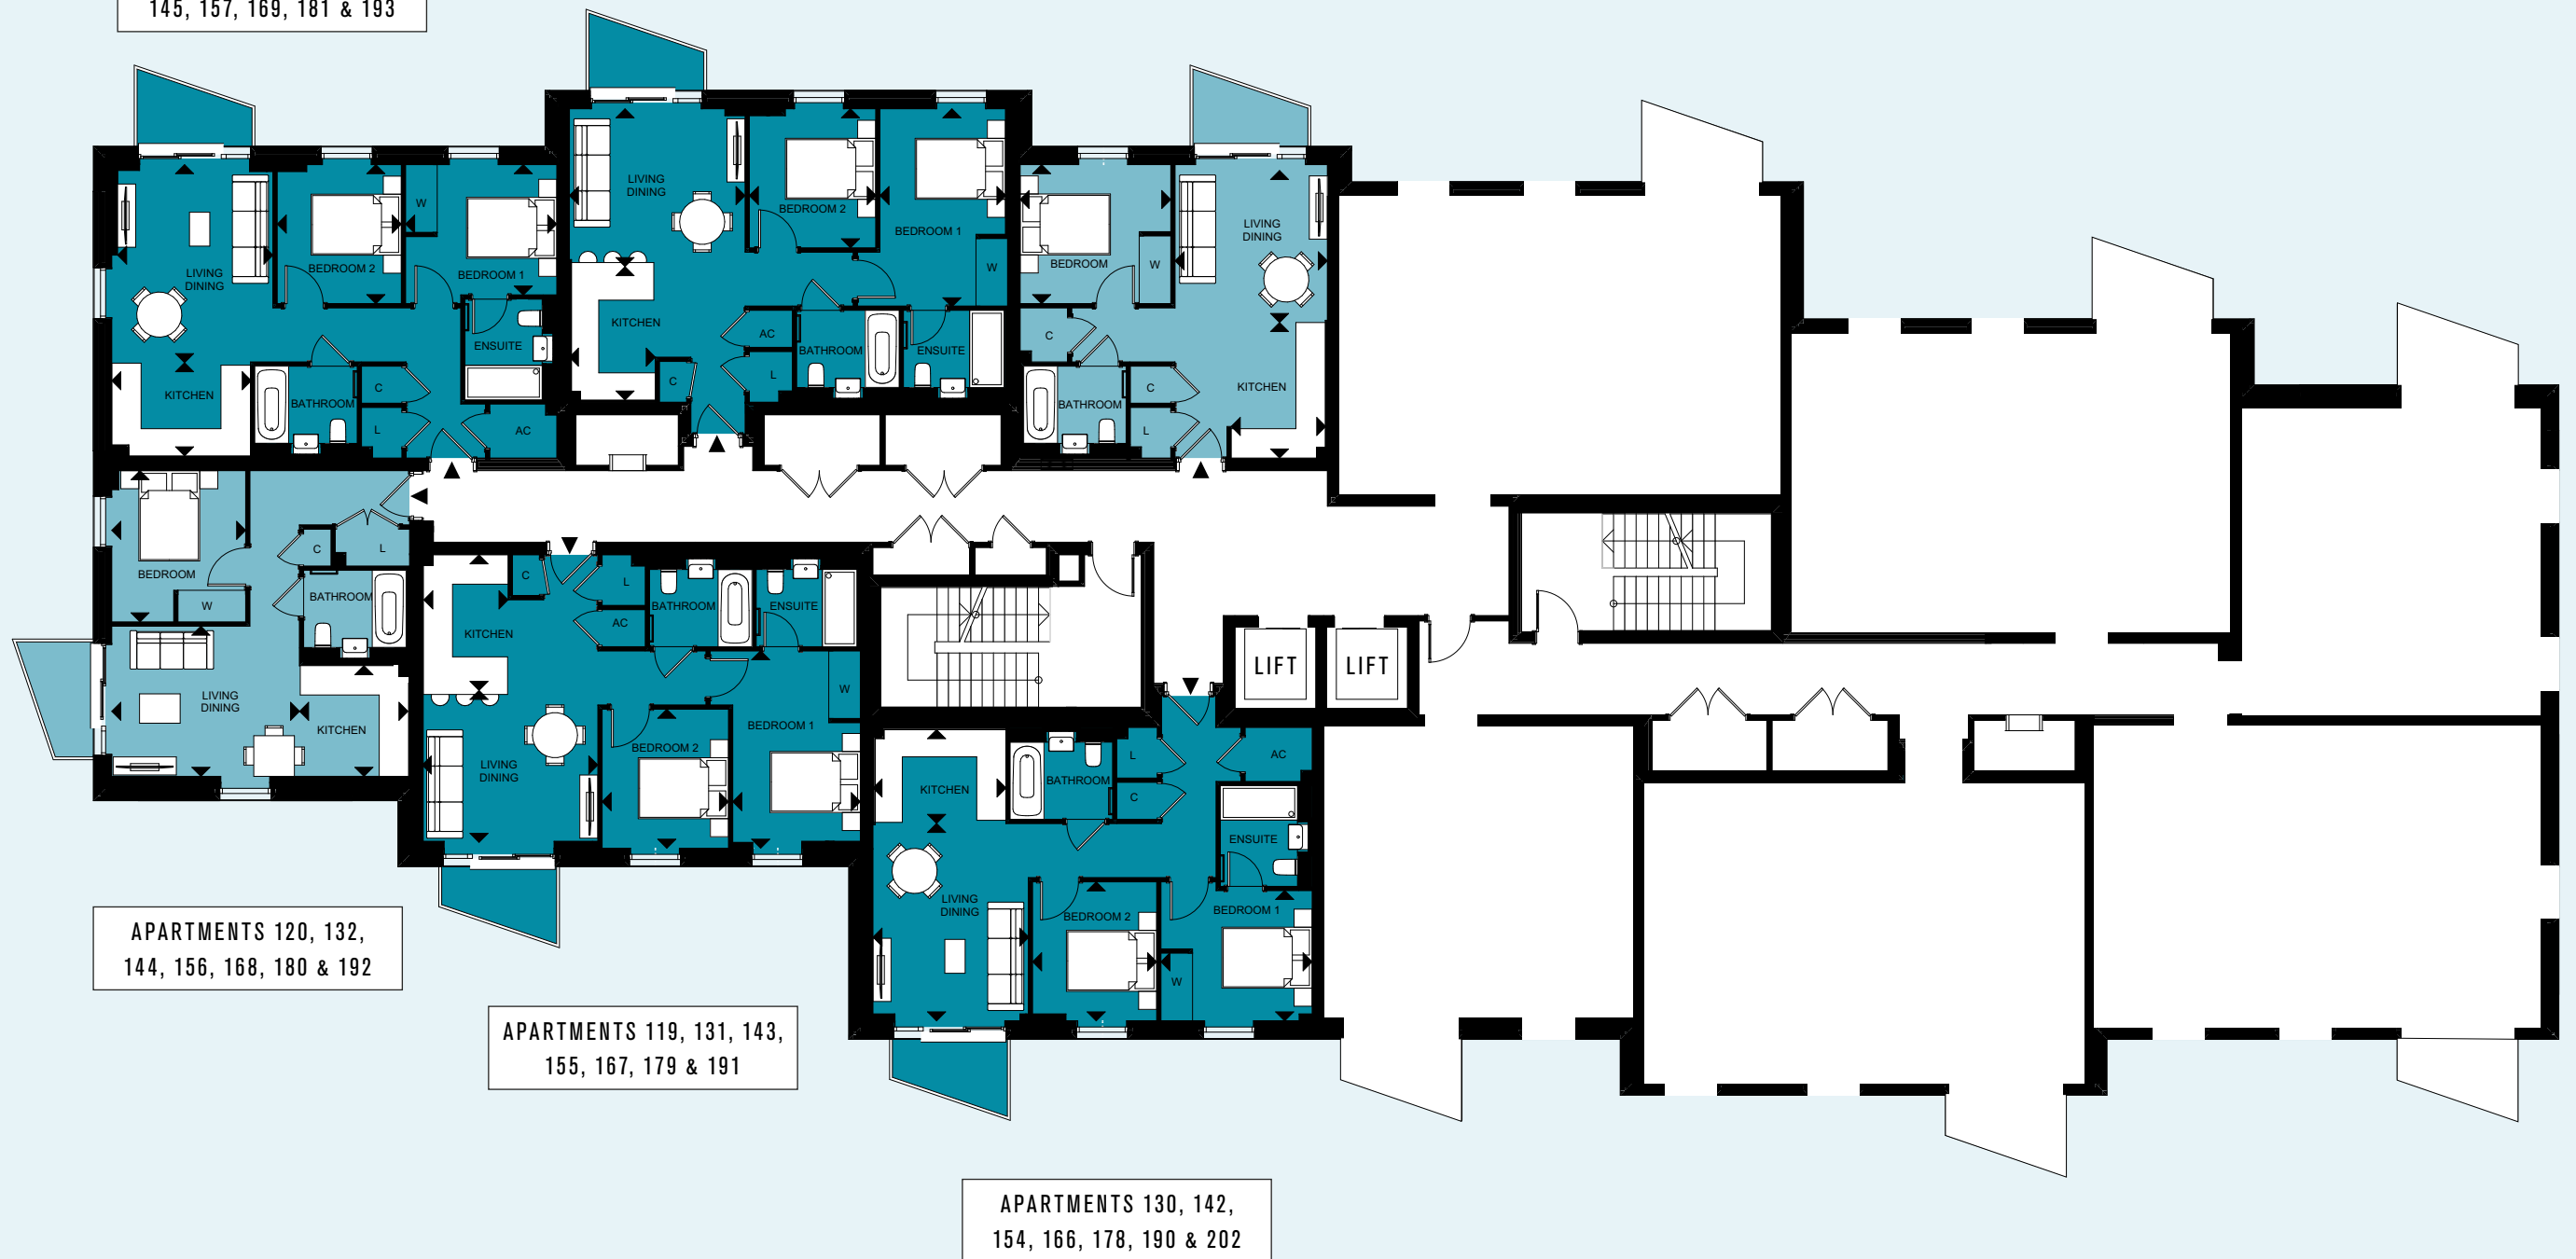 145, 157, 169, 181 & 193
LIVING
DINING
BEDROOM 2
W
BEDROOM 1
KITCHEN
BATHROOM
C
L
ENSUITE
AC
LIVING
DINING
BEDROOM 2
BEDROOM 1
W
KITCHEN
C
AC
L
BATHROOM
ENSUITE
BEDROOM
W
LIVING
DINING
C
BATHROOM
C
L
KITCHEN
BEDROOM
W
C
L
BATHROOM
LIVING
DINING
KITCHEN
C
L
AC
KITCHEN
BATHROOM
ENSUITE
W
BEDROOM 1
BEDROOM 2
LIVING
DINING
LIFT
LIFT
KITCHEN
BATHROOM
L
C
AC
ENSUITE
LIVING
DINING
BEDROOM 2
BEDROOM 1
W
APARTMENTS 120, 132,
144, 156, 168, 180 & 192
APARTMENTS 119, 131, 143,
155, 167, 179 & 191
APARTMENTS 130, 142,
154, 166, 178, 190 & 202